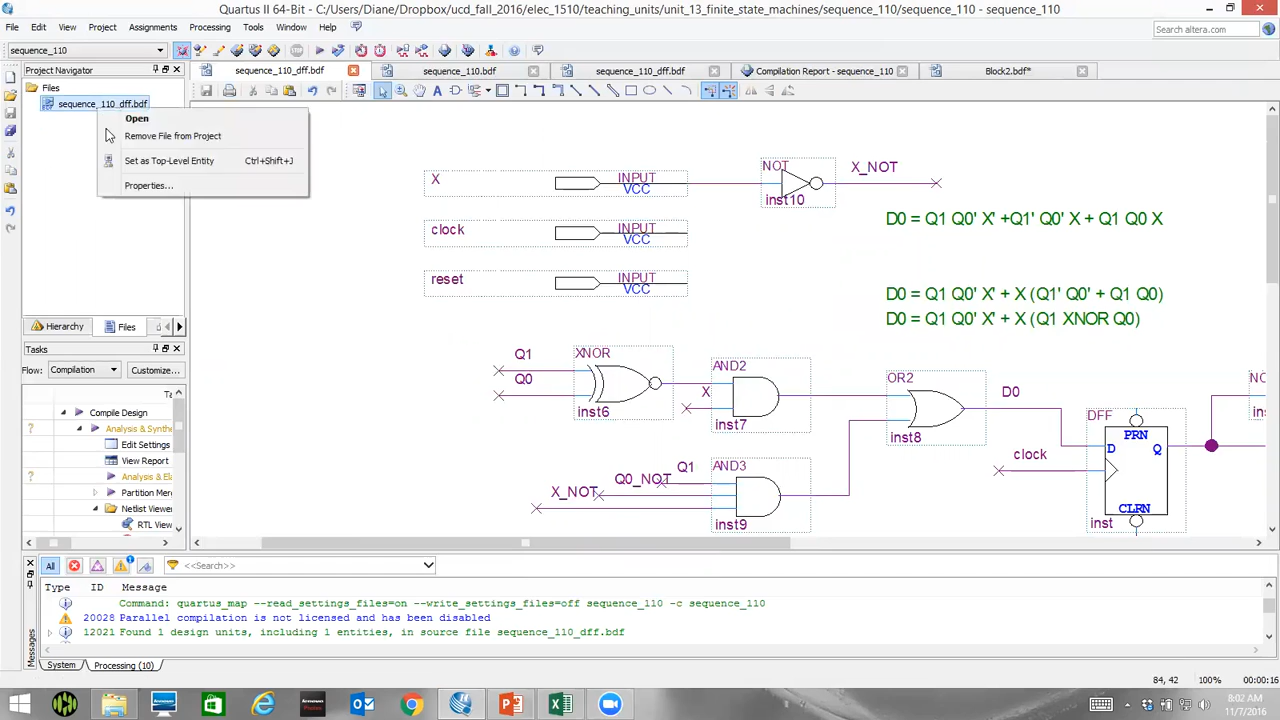 Quartus II 64-Bit - C:/Users/Diane/Dropbox/ucd_fall_2016/elec_1510/teaching_units/unit_13_finite_state_machines/sequence_110/sequence_110 - sequence_110
File Edit View Project Assignments Processing Tools Window Help
Search altera.com
sequence_110
Project Navigator
sequence_110_dff.bdf sequence_110.bdf sequence_110_dff.bdf Compilation Report - sequence_110 Block2.bdf*
Files
sequence_110_dff.bdf
Open
Remove File from Project
Set as Top-Level Entity Ctrl+Shift+J
Properties...
X INPUT VCC
NOT
inst10
X_NOT
clock INPUT VCC
reset INPUT VCC
D0 = Q1 Q0' X' +Q1' Q0' X + Q1 Q0 X
D0 = Q1 Q0' X' + X (Q1' Q0' + Q1 Q0)
D0 = Q1 Q0' X' + X (Q1 XNOR Q0)
Hierarchy Files
Tasks
Flow: Compilation Customize...
Ta
Compile Design
Analysis & Synthe
Edit Settings
View Report
Analysis & Ela
Partition Merg
Netlist Viewer
RTL View
Q1
Q0
XNOR
inst6
AND2
X
inst7
OR2
inst8
D0
DFF
PRN
D Q
clock
CLRN
inst
NO
inst
AND3
Q1
Q0_NOT
X_NOT
inst9
All
<<Search>>
Type ID Message
Command: quartus_map --read_settings_files=on --write_settings_files=off sequence_110 -c sequence_110
20028 Parallel compilation is not licensed and has been disabled
12021 Found 1 design units, including 1 entities, in source file sequence_110_dff.bdf
Messages
System Processing (10)
84, 42 100% 00:00:16
8:02 AM
11/7/2016